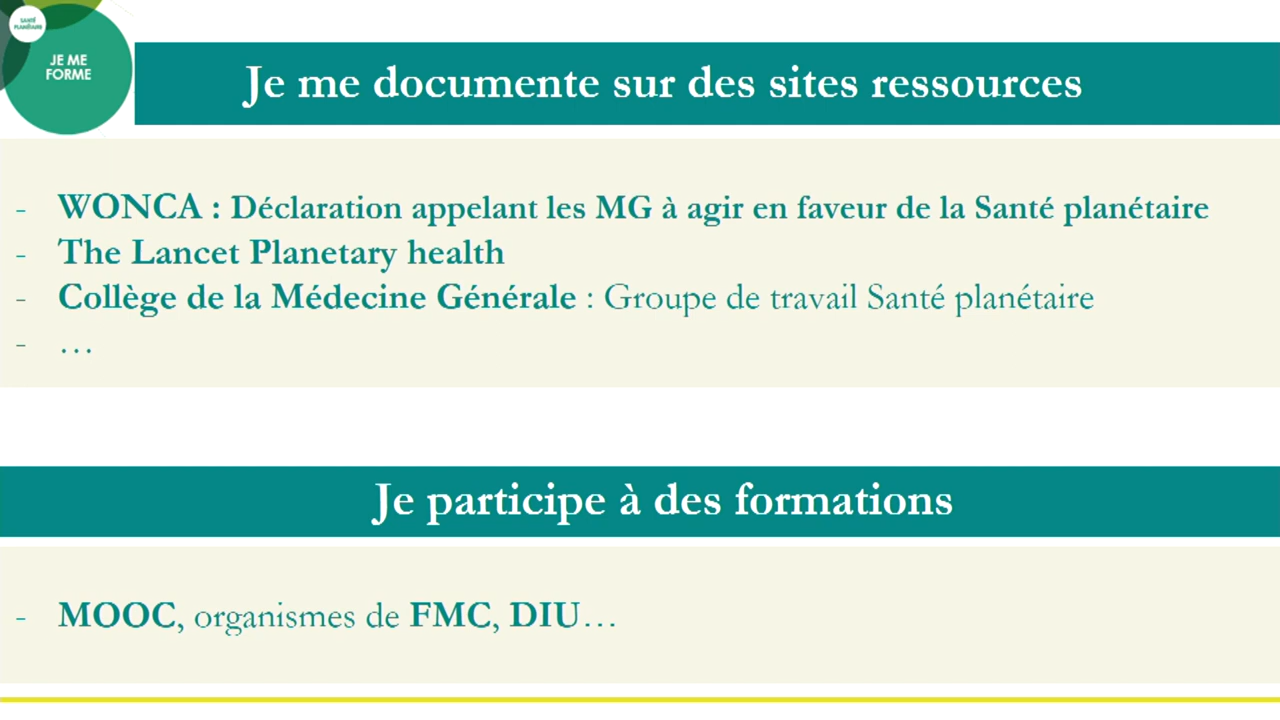 SANTÉ
PLANÉTAIRE
JE ME
FORME
Je me documente sur des sites ressources
- WONCA : Déclaration appelant les MG à agir en faveur de la Santé planétaire
- The Lancet Planetary health
- Collège de la Médecine Générale : Groupe de travail Santé planétaire
- …
Je participe à des formations
- MOOC, organismes de FMC, DIU…